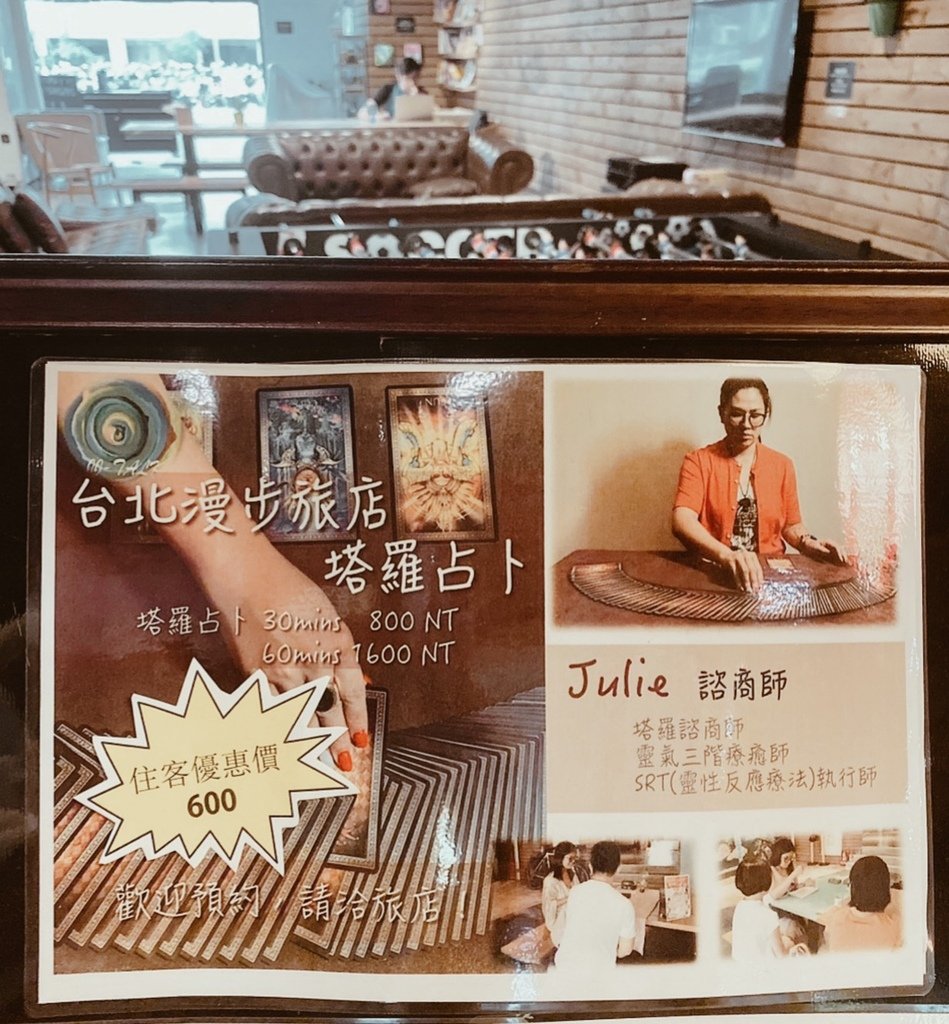 台北漫步旅店
塔羅占卜
塔羅占卜 30mins 800 NT
60mins 1600 NT
住客優惠價
600
歡迎預約，請洽旅店！
Julie 諮商師
塔羅諮商師
靈氣三階療癒師
SRT(靈性反應療法)執行師